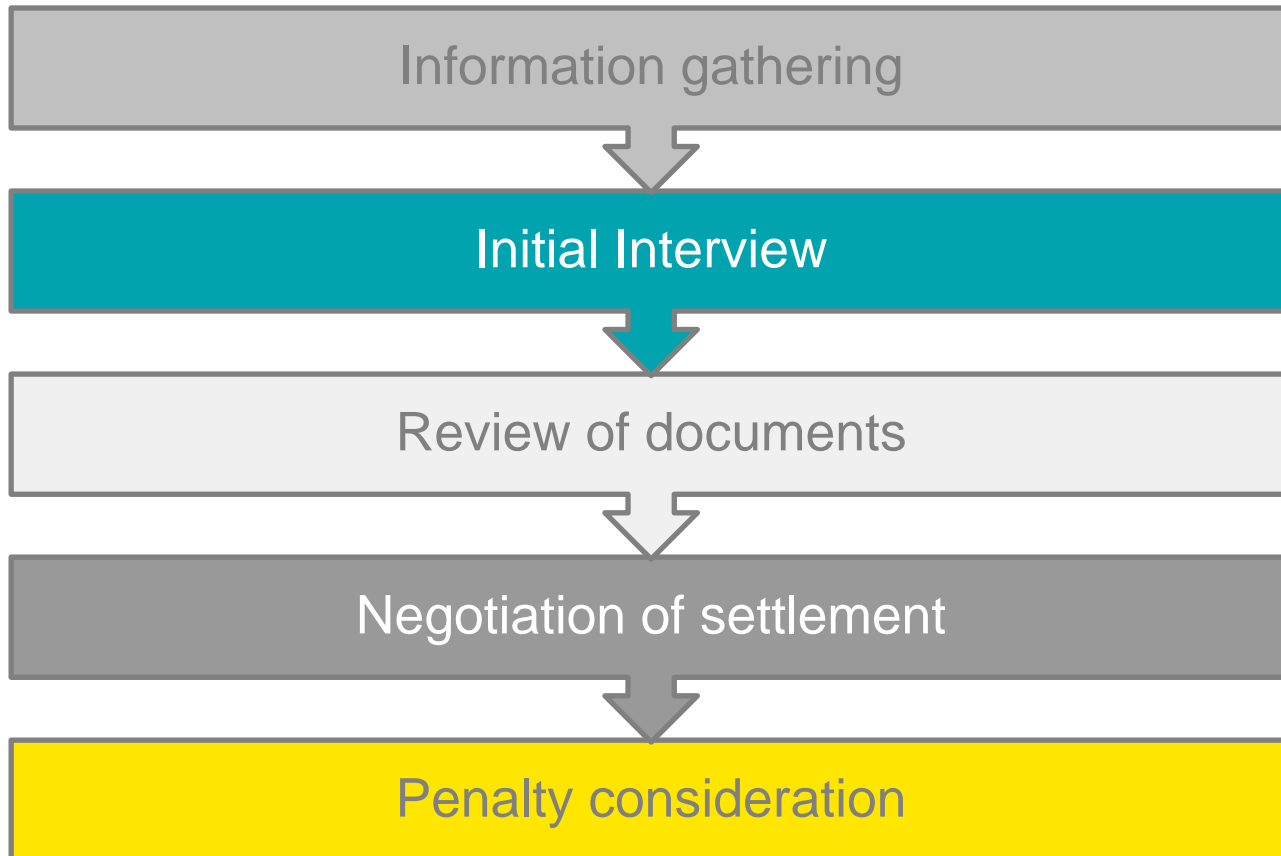 Information gathering
Initial Interview
Review of documents
Negotiation of settlement
Penalty consideration